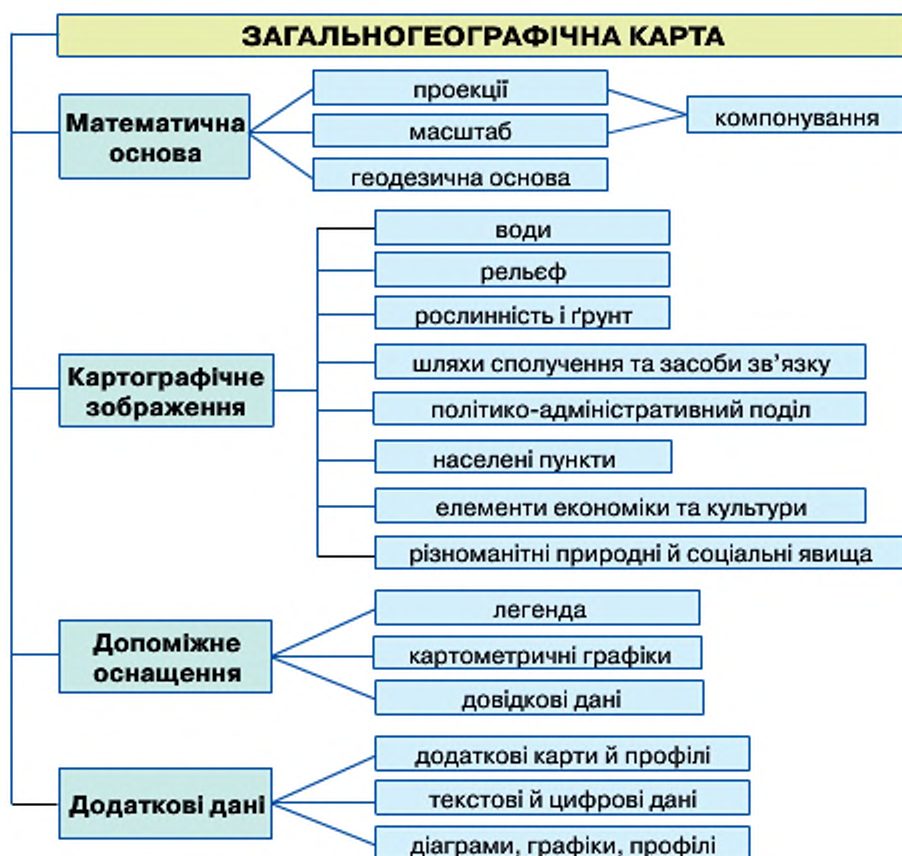 ЗАГАЛЬНОГЕОГРАФІЧНА КАРТА
Математична
основа
проекції
масштаб
геодезична основа
компонування
Картографічне
зображення
води
рельєф
рослинність і ґрунт
шляхи сполучення та засоби зв’язку
політико-адміністративний поділ
населені пункти
елементи економіки та культури
різноманітні природні й соціальні явища
Допоміжне
оснащення
легенда
картометричні графіки
довідкові дані
Додаткові дані
додаткові карти й профілі
текстові й цифрові дані
діаграми, графіки, профілі